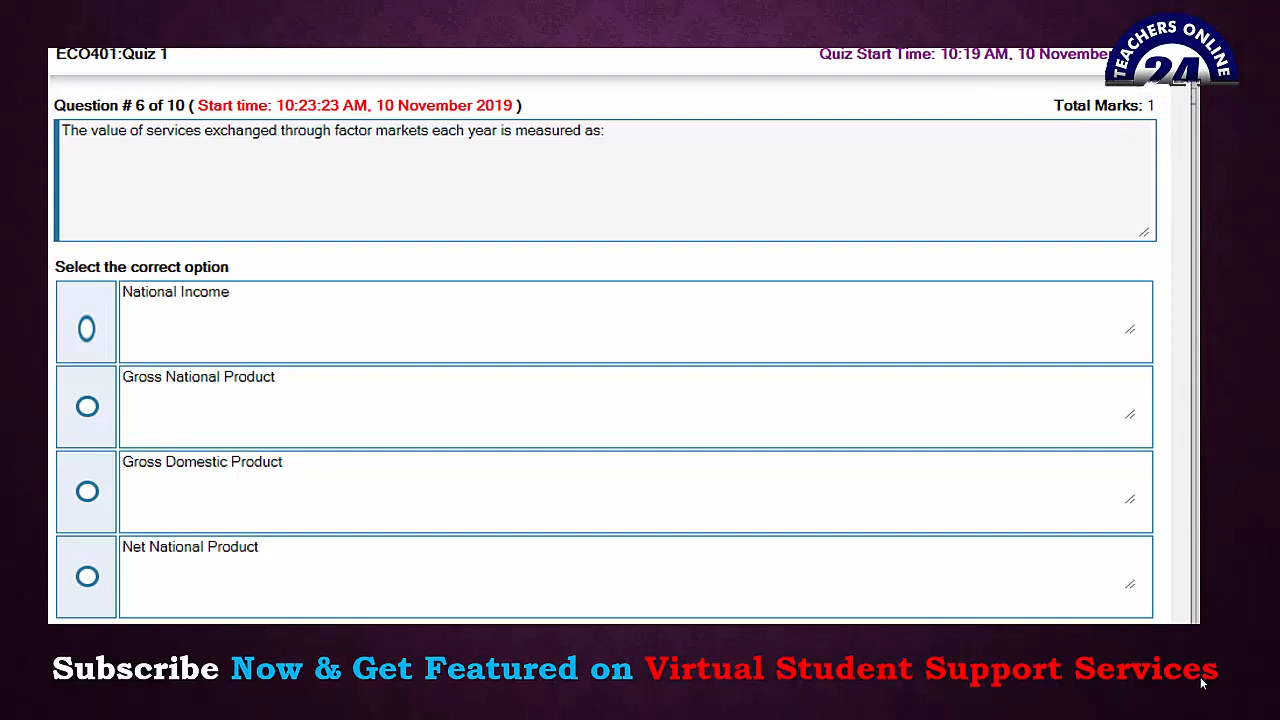 ECO401:Quiz 1
Quiz Start Time: 10:19 AM, 10 November
TEACHERS ONLINE
24
Question # 6 of 10 ( Start time: 10:23:23 AM, 10 November 2019 )
Total Marks: 1
The value of services exchanged through factor markets each year is measured as:
Select the correct option
National Income
Gross National Product
Gross Domestic Product
Net National Product
Subscribe Now & Get Featured on Virtual Student Support Services